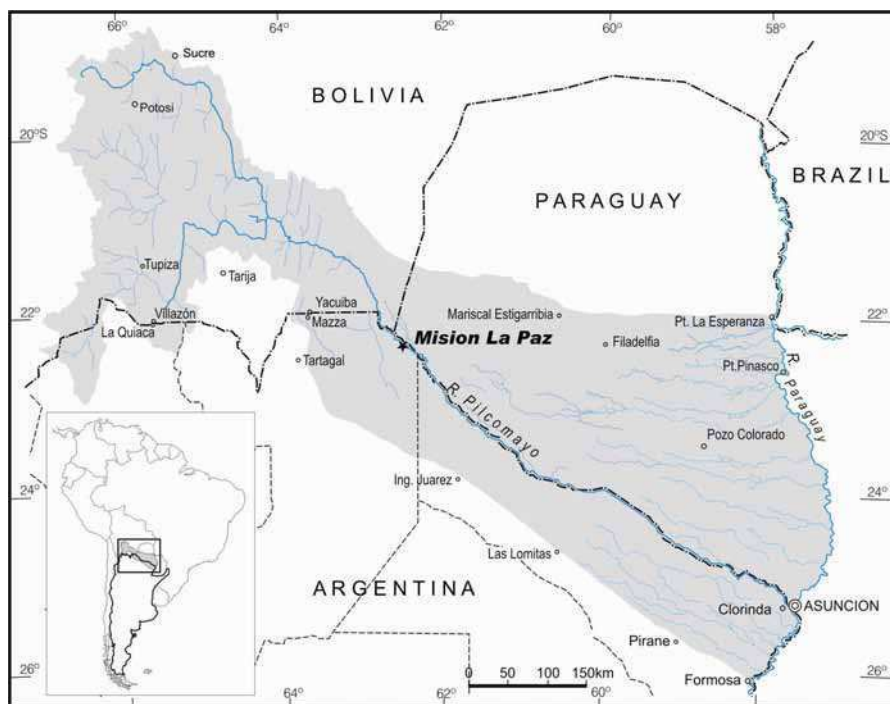 66°
64°
62°
60°
58°
Sucre
BOLIVIA
Potosi
20°S
20°
BRAZIL
PARAGUAY
Tupiza
Tarija
22°
22°
Villazón
Yacuiba
Mazza
Mariscal Estigarribia
Pt. La Esperanza
La Quiaca
Mision La Paz
Filadelfia
Tartagal
Pt.Pinasco
R. Paraguay
R. Pilcomayo
Pozo Colorado
Ing. Juarez
24°
24°
Las Lomitas
ARGENTINA
Clorinda
ASUNCION
Pirane
0 50 100 150km
26°
26°
Formosa
64°
62°
60°